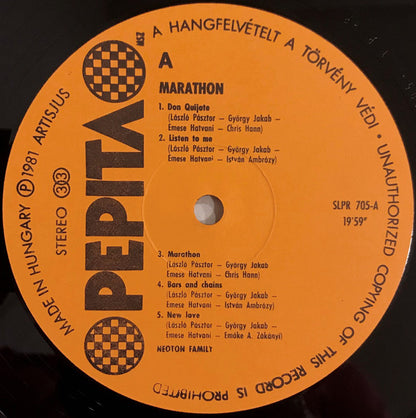 A HANGFELVÉTELT A TÖRVÉNY VÉDI • UNAUTHORIZED COPYING OF THIS RECORD IS PROHIBITED
MADE IN HUNGARY Ⓟ 1981 ARTISJUS
STEREO 303
PEPITA
MSZ
A
MARATHON
1. Don Quijote
(László Pásztor – György Jakab –
Emese Hatvani – Chris Hann)
2. Listen to me
(László Pásztor – György Jakab –
Emese Hatvani – István Ambrózy)
SLPR 705-A
19'59"
3. Marathon
(László Pásztor – György Jakab
Emese Hatvani – Chris Hann)
4. Bars and chains
(László Pásztor – György Jakab –
Emese Hatvani – István Ambrózy)
5. New love
(László Pásztor – György Jakab –
Emese Hatvani – Emőke A. Zákányi)
NEOTON FAMILY